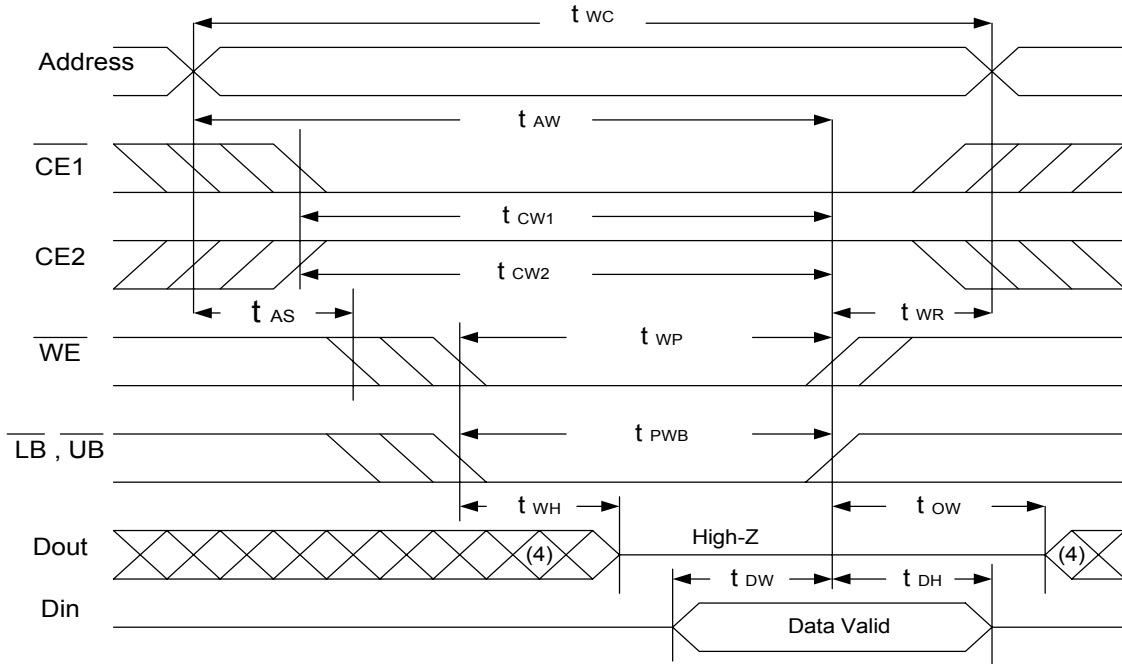 t WC
Address
t AW
CE1
t CW1
CE2
t CW2
t AS
t WR
WE
t WP
LB , UB
t PWB
t WH
t OW
Dout
(4)
High-Z
(4)
t DW
t DH
Din
Data Valid